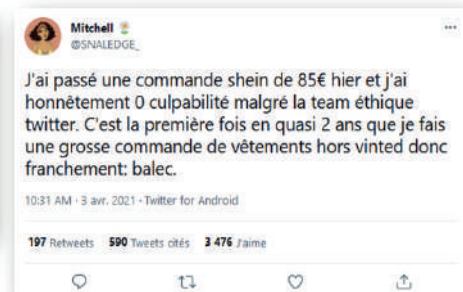 Mitchell
@SNALEDGE_
J'ai passé une commande shein de 85€ hier et j'ai
honnêtement 0 culpabilité malgré la team éthique
twitter. C'est la première fois en quasi 2 ans que je fais
une grosse commande de vêtements hors vinted donc
franchement: balec.
10:31 AM · 3 avr. 2021 · Twitter for Android
197 Retweets 590 Tweets cités 3 476 J'aime